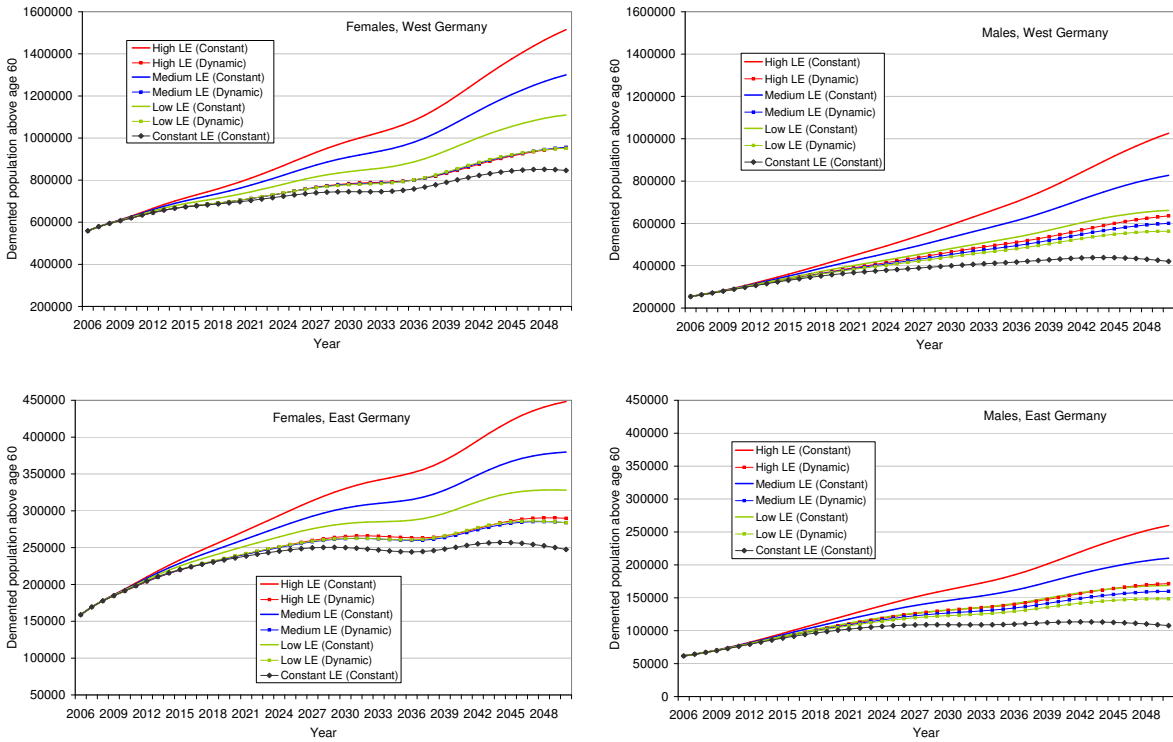 Females, West Germany
Demented population above age 60
1600000
1400000
1200000
1000000
800000
600000
400000
200000
High LE (Constant)
High LE (Dynamic)
Medium LE (Constant)
Medium LE (Dynamic)
Low LE (Constant)
Low LE (Dynamic)
Constant LE (Constant)
2006 2009 2012 2015 2018 2021 2024 2027 2030 2033 2036 2039 2042 2045 2048
Year
Males, West Germany
Demented population above age 60
1600000
1400000
1200000
1000000
800000
600000
400000
200000
High LE (Constant)
High LE (Dynamic)
Medium LE (Constant)
Medium LE (Dynamic)
Low LE (Constant)
Low LE (Dynamic)
Constant LE (Constant)
2006 2009 2012 2015 2018 2021 2024 2027 2030 2033 2036 2039 2042 2045 2048
Year
Females, East Germany
Demented population above age 60
450000
400000
350000
300000
250000
200000
150000
100000
50000
High LE (Constant)
High LE (Dynamic)
Medium LE (Constant)
Medium LE (Dynamic)
Low LE (Constant)
Low LE (Dynamic)
Constant LE (Constant)
2006 2009 2012 2015 2018 2021 2024 2027 2030 2033 2036 2039 2042 2045 2048
Year
Males, East Germany
Demented population above age 60
450000
400000
350000
300000
250000
200000
150000
100000
50000
0
High LE (Constant)
High LE (Dynamic)
Medium LE (Constant)
Medium LE (Dynamic)
Low LE (Constant)
Low LE (Dynamic)
Constant LE (Constant)
2006 2009 2012 2015 2018 2021 2024 2027 2030 2033 2036 2039 2042 2045 2048
Year